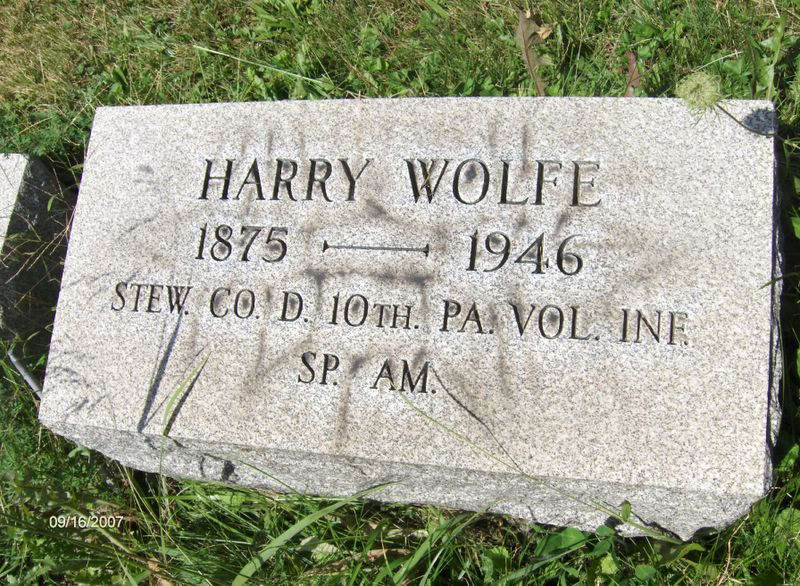 HARRY WOLFE
1875 — 1946
STEW. CO. D. 10TH. PA. VOL. INF.
SP. AM.
09/16/2007